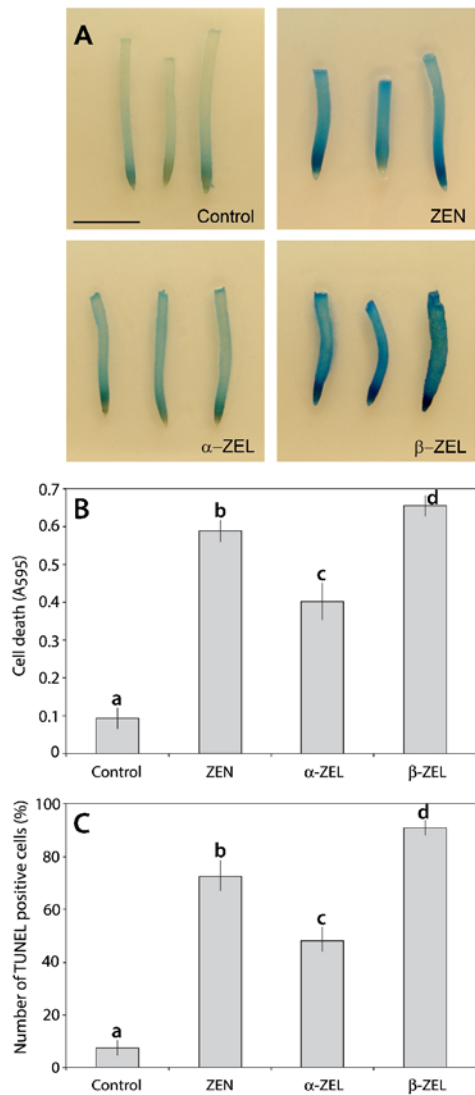 A
Control
ZEN
α–ZEL
β–ZEL
B
Cell death (A595)
0.7
0.6
0.5
0.4
0.3
0.2
0.1
0
a
b
c
d
Control
ZEN
α-ZEL
β-ZEL
C
Number of TUNEL positive cells (%)
100
80
60
40
20
0
a
b
c
d
Control
ZEN
α-ZEL
β-ZEL